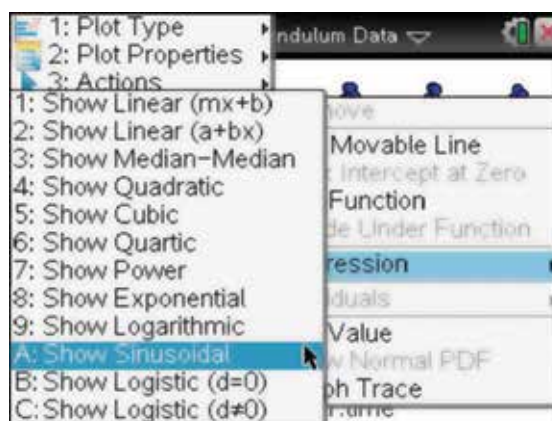 1: Plot Type
2: Plot Properties
3: Actions
ndulum Data
1: Show Linear (mx+b)
2: Show Linear (a+bx)
3: Show Median-Median
4: Show Quadratic
5: Show Cubic
6: Show Quartic
7: Show Power
8: Show Exponential
9: Show Logarithmic
A: Show Sinusoidal
B: Show Logistic (d=0)
C: Show Logistic (d≠0)
ove
Movable Line
Intercept at Zero
Function
de Under Function
ression
duals
Value
w Normal PDF
ph Trace